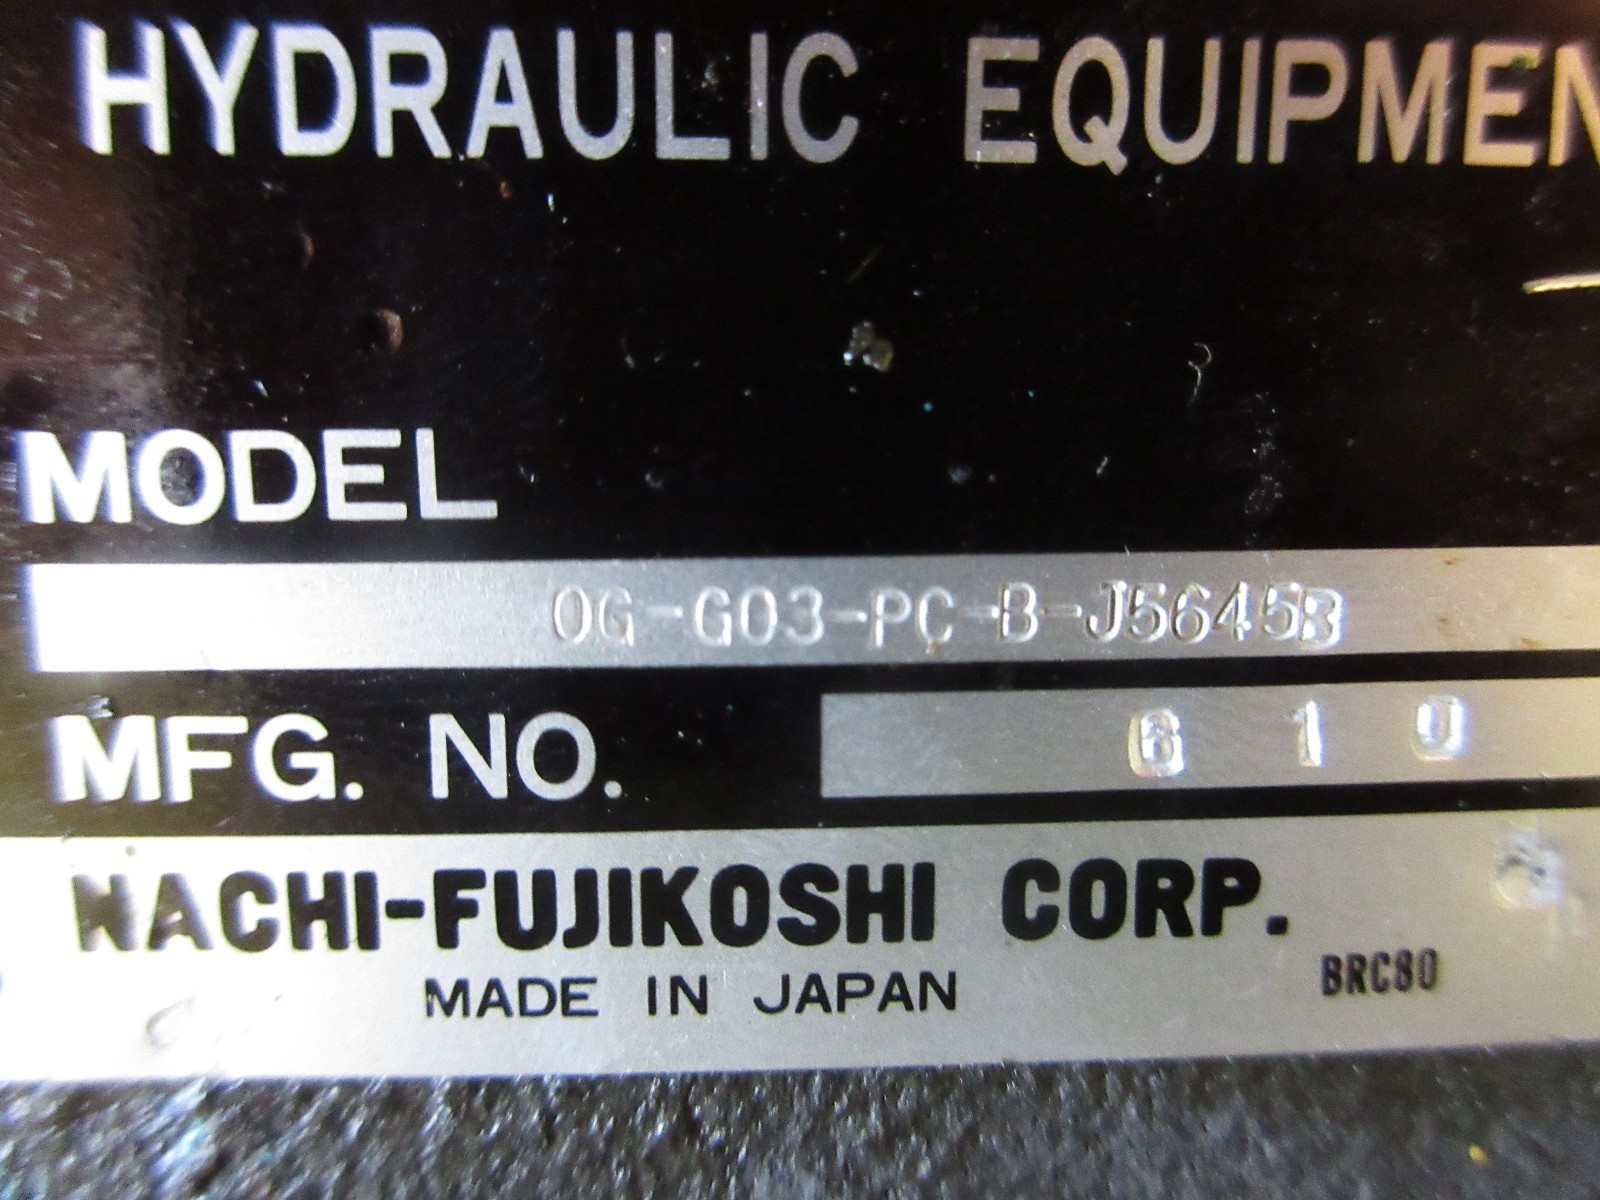 HYDRAULIC EQUIPMEN
MODEL
OG-G03-PC-B-J5645B
MFG. NO. 6 1 0
NACHI-FUJIKOSHI CORP.
MADE IN JAPAN BRC80